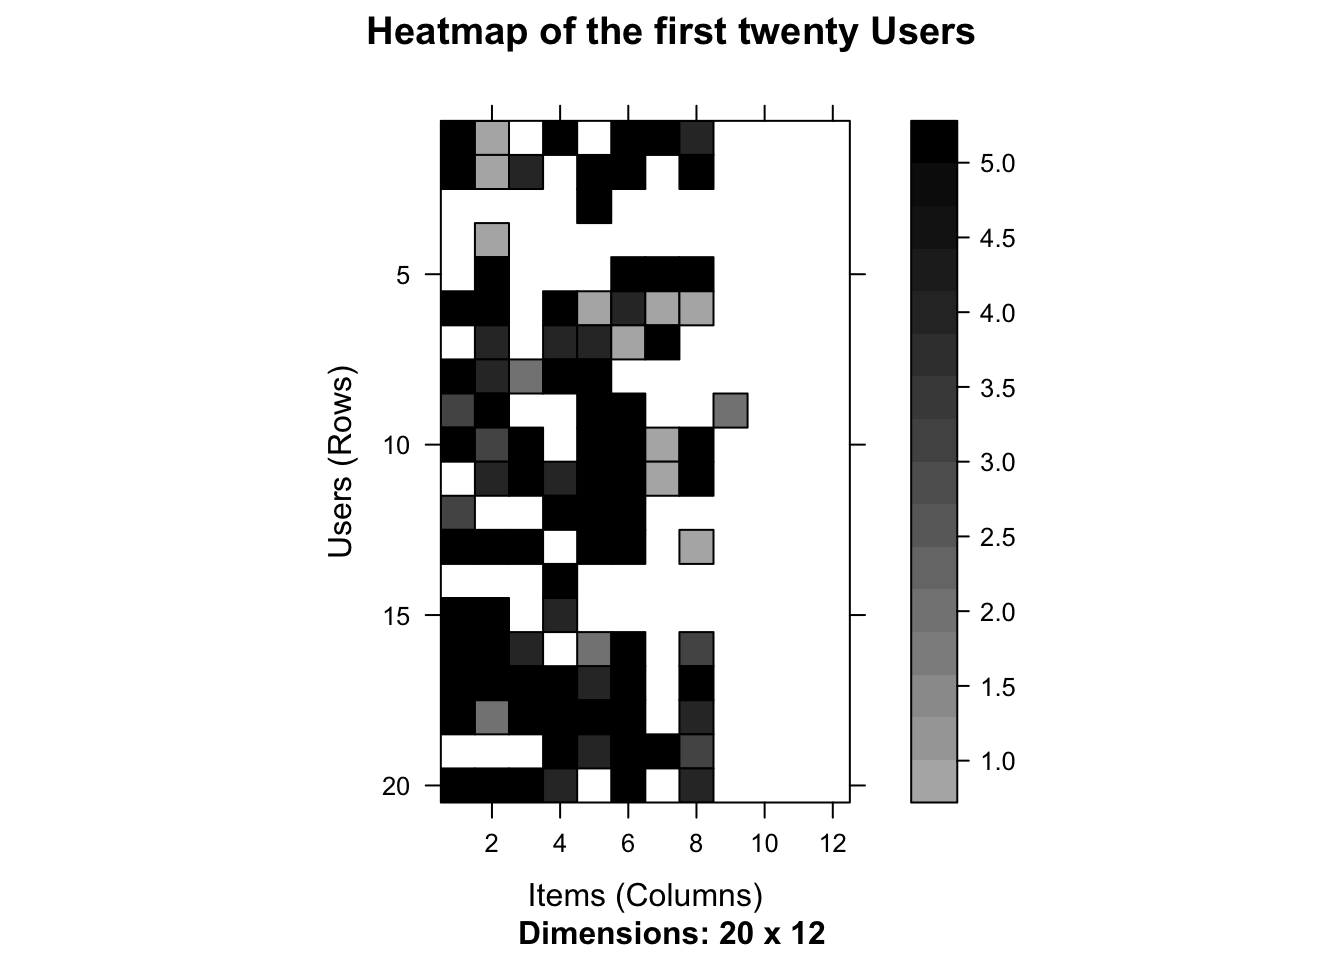 Heatmap of the first twenty Users
5.0
4.5
4.0
3.5
3.0
2.5
2.0
1.5
1.0
Users (Rows)
5
10
15
20
2 4 6 8 10 12
Items (Columns)
Dimensions: 20 x 12